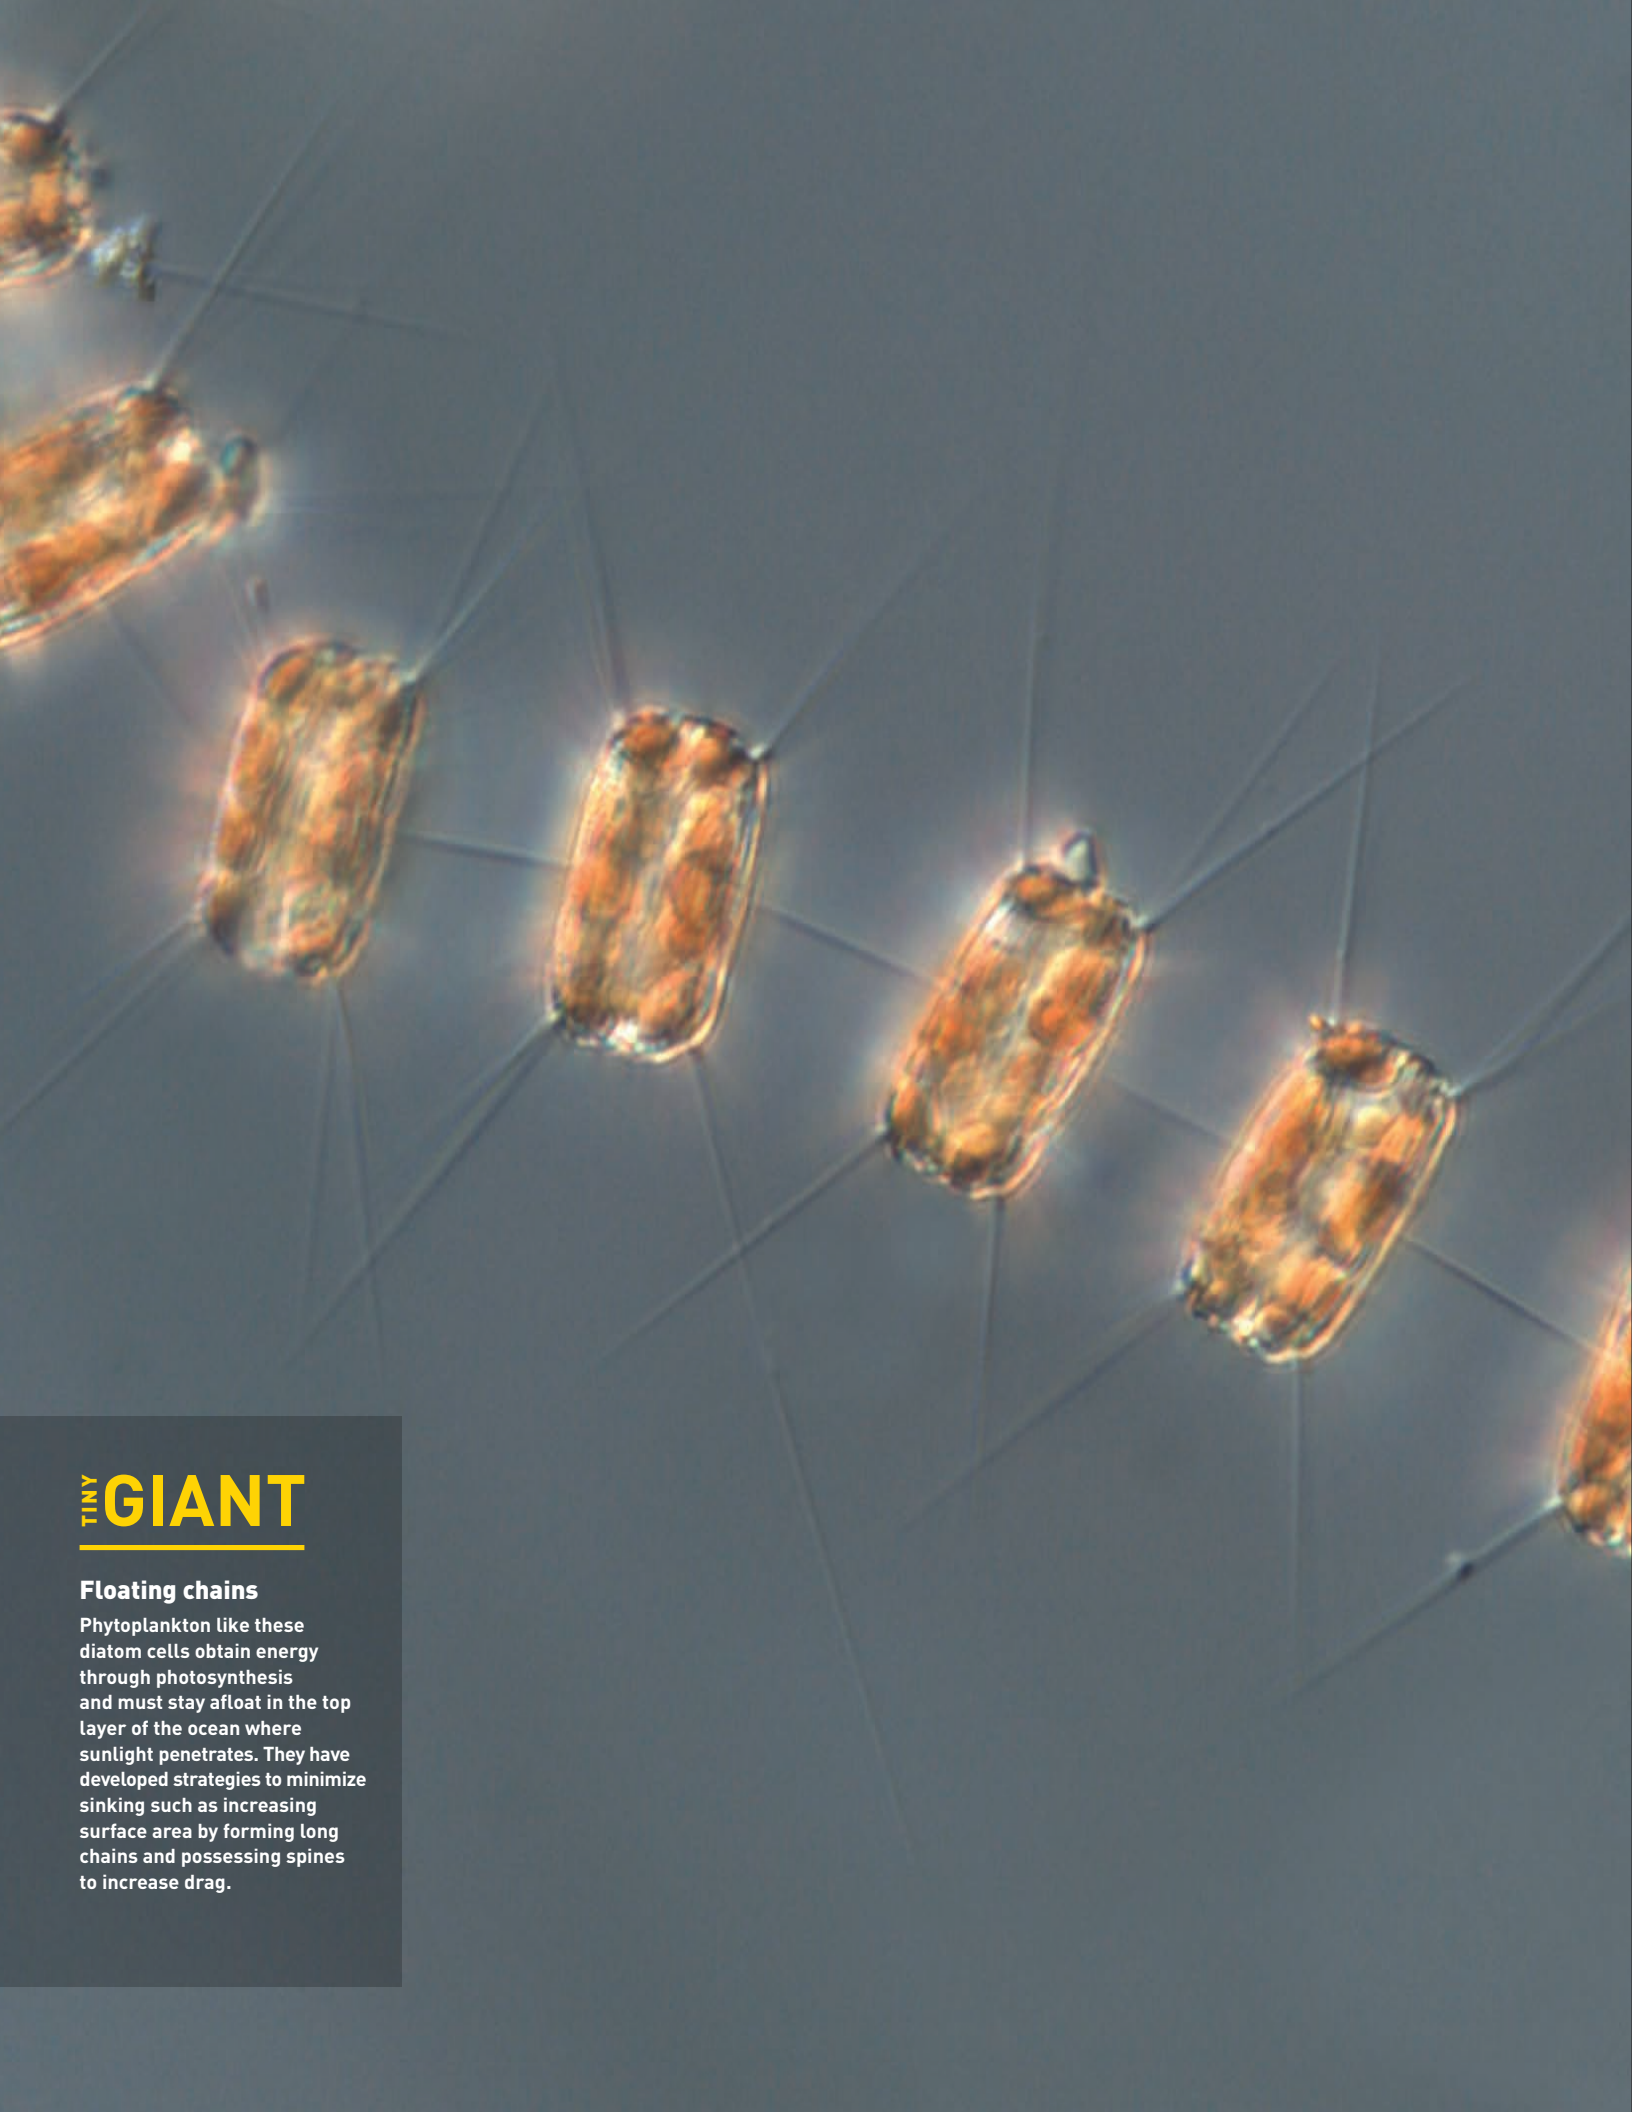 TINY GIANT
Floating chains
Phytoplankton like these
diatom cells obtain energy
through photosynthesis
and must stay afloat in the top
layer of the ocean where
sunlight penetrates. They have
developed strategies to minimize
sinking such as increasing
surface area by forming long
chains and possessing spines
to increase drag.